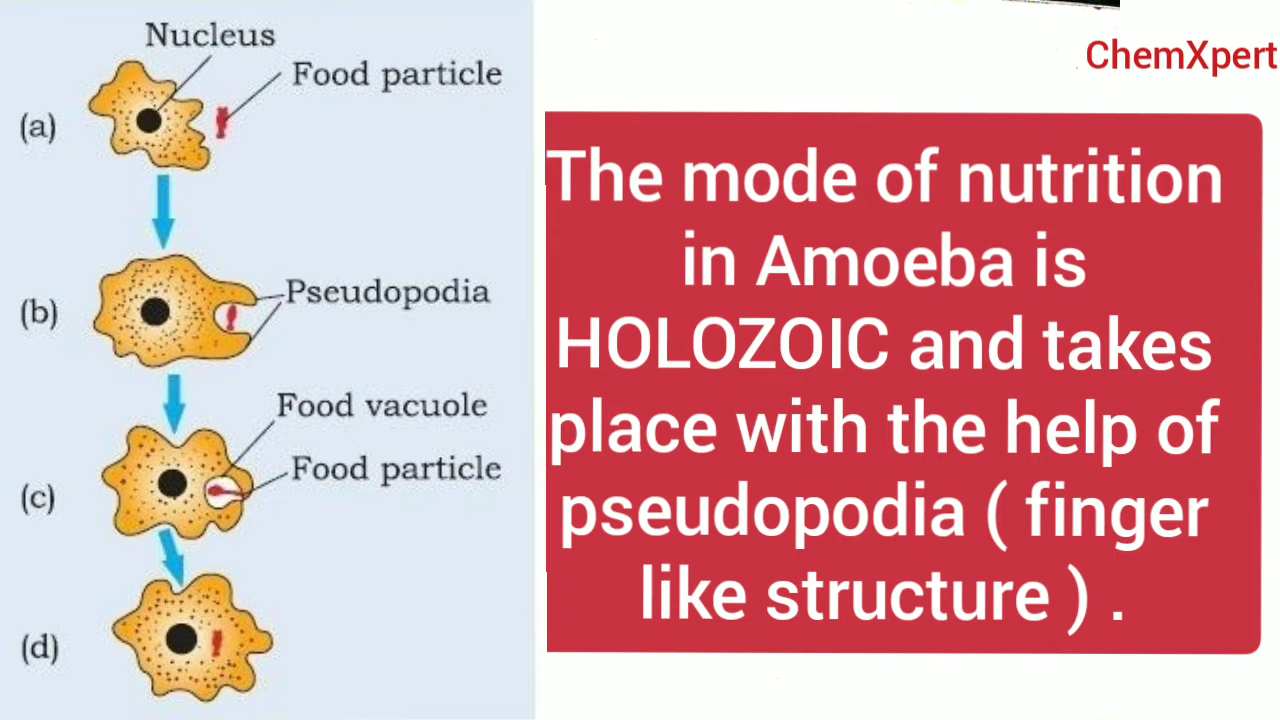 Nucleus
Food particle
(a)
Pseudopodia
(b)
Food vacuole
Food particle
(c)
(d)
ChemXpert
The mode of nutrition
in Amoeba is
HOLOZOIC and takes
place with the help of
pseudopodia ( finger
like structure ) .